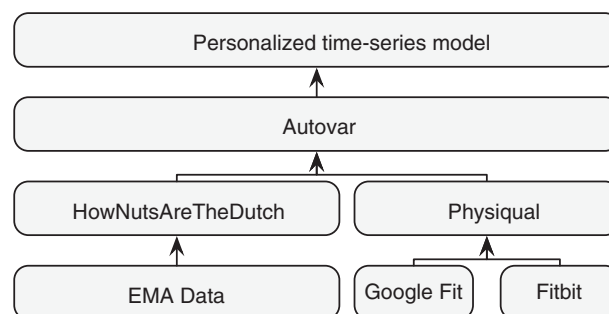 Personalized time-series model
Autovar
HowNutsAreTheDutch
Physiqual
EMA Data
Google Fit
Fitbit